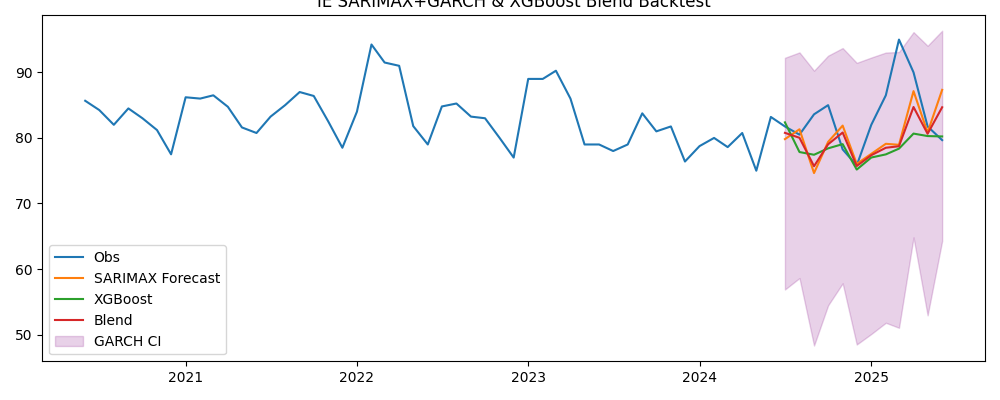 IE SARIMAX+GARCH & XGBoost Blend Backtest
90
80
70
60
50
Obs
SARIMAX Forecast
XGBoost
Blend
GARCH CI
2021
2022
2023
2024
2025